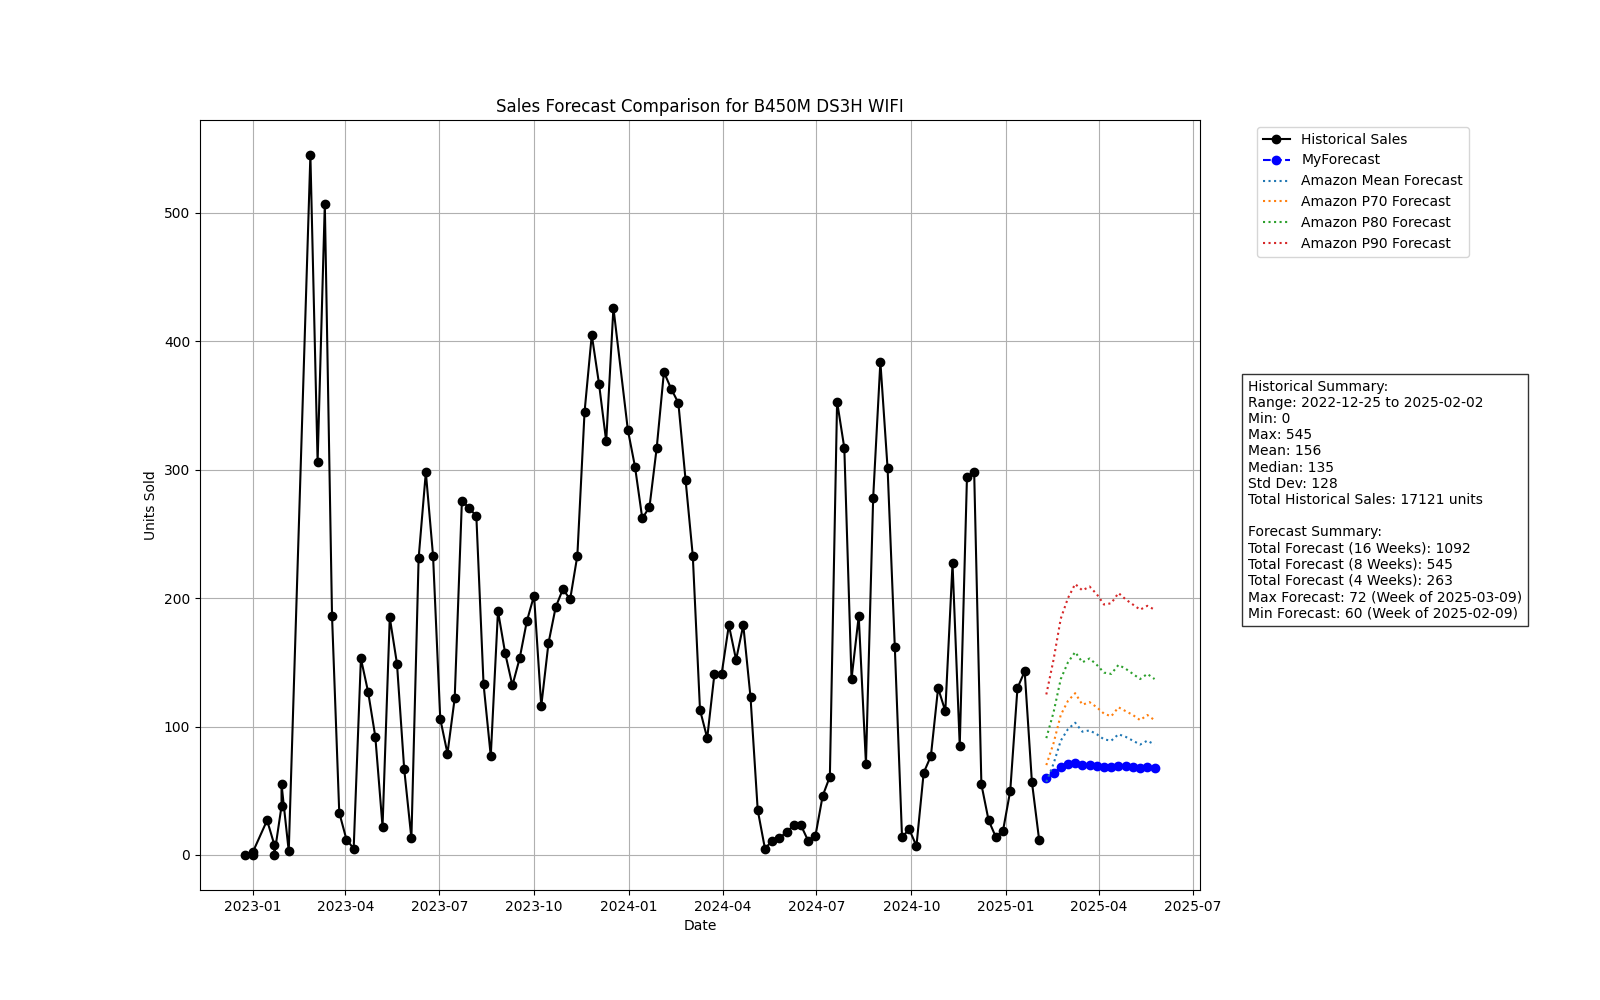 Sales Forecast Comparison for B450M DS3H WIFI
Historical Sales
MyForecast
Amazon Mean Forecast
Amazon P70 Forecast
Amazon P80 Forecast
Amazon P90 Forecast
Units Sold
500
400
300
200
100
0
2023-01
2023-04
2023-07
2023-10
2024-01
2024-04
2024-07
2024-10
2025-01
2025-04
2025-07
Date
Historical Summary:
Range: 2022-12-25 to 2025-02-02
Min: 0
Max: 545
Mean: 156
Median: 135
Std Dev: 128
Total Historical Sales: 17121 units
Forecast Summary:
Total Forecast (16 Weeks): 1092
Total Forecast (8 Weeks): 545
Total Forecast (4 Weeks): 263
Max Forecast: 72 (Week of 2025-03-09)
Min Forecast: 60 (Week of 2025-02-09)